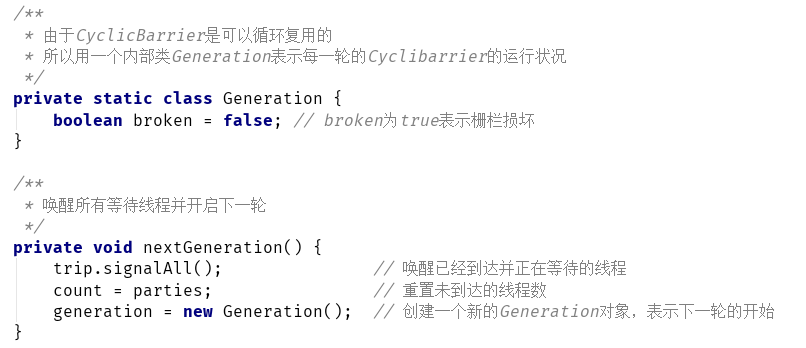 /**
 * 由于CyclicBarrier是可以循环复用的
 * 所以用一个内部类Generation表示每一轮的Cyclibarrier的运行状况
 */
private static class Generation {
    boolean broken = false; // broken为true表示栅栏损坏
}
/**
 * 唤醒所有等待线程并开启下一轮
 */
private void nextGeneration() {
    trip.signalAll();               // 唤醒已经到达并正在等待的线程
    count = parties;                // 重置未到达的线程数
    generation = new Generation();  // 创建一个新的Generation对象，表示下一轮的开始
}